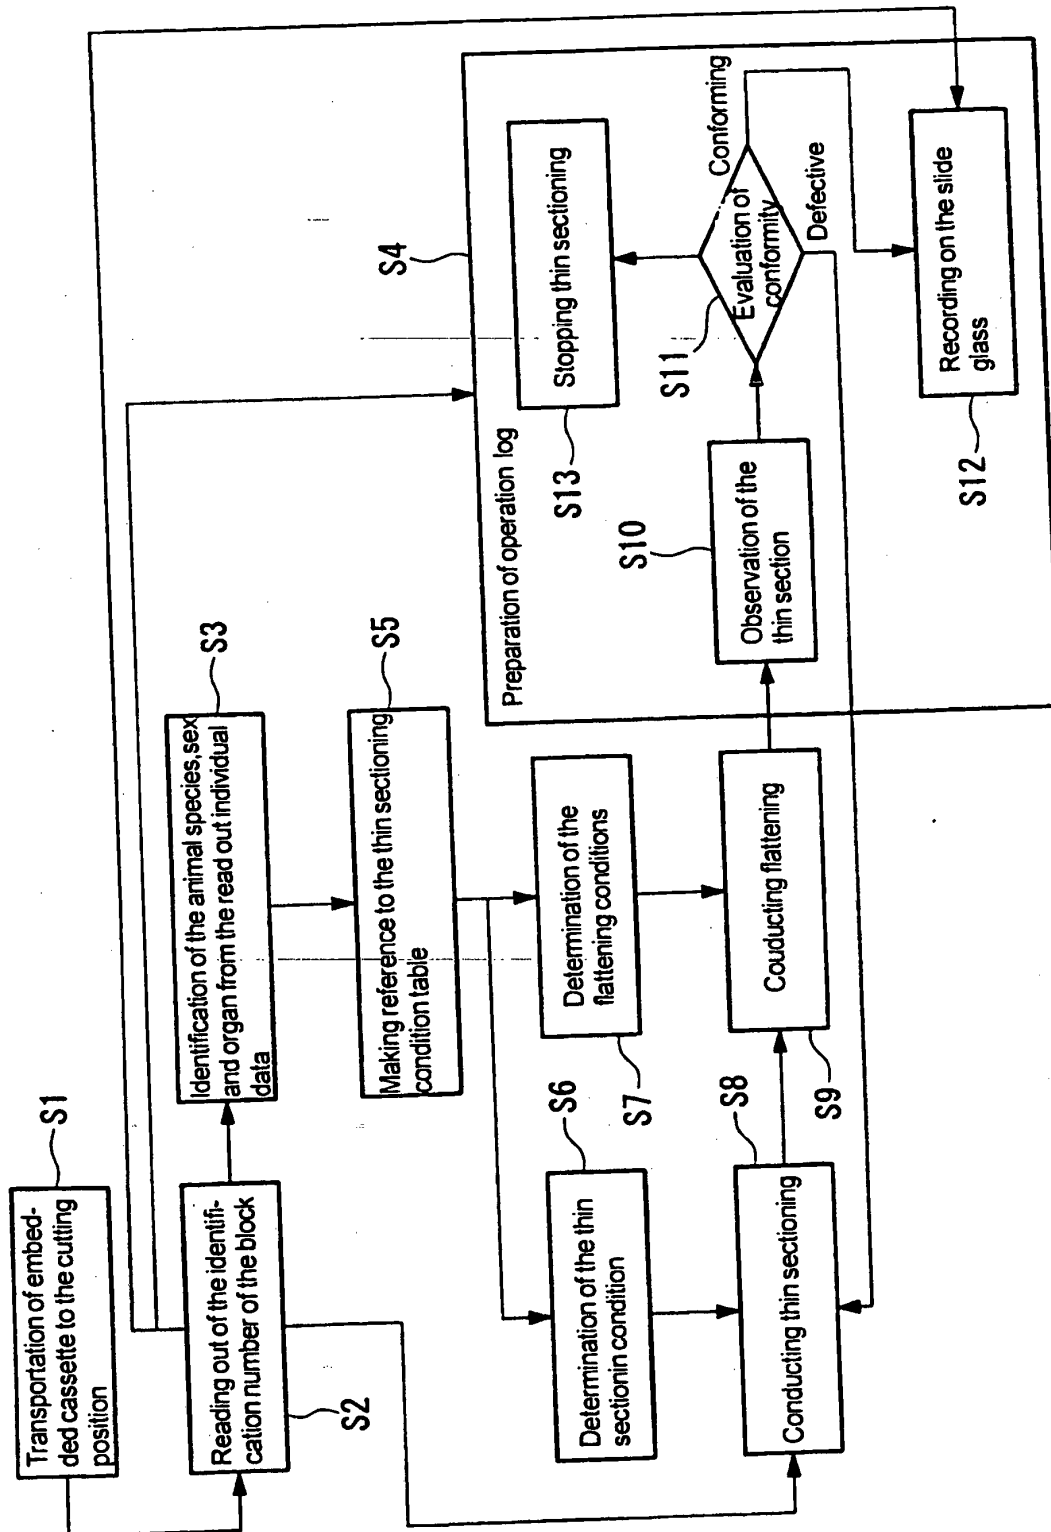 Transportation of embed-
ded cassette to the cutting
position
S1
Reading out of the identifi-
cation number of the block
S2
Identification of the animal species, sex
and organ from the read out individual
data
S3
Making reference to the thin sectioning
condition table
S5
Determination of the thin
sectionin condition
S6
Determination of the
flattening conditions
S7
Conducting thin sectioning
S8
Couducting flattening
S9
Preparation of operation log
S4
Observation of the
thin section
S10
Evaluation of
conformity
S11
Conforming
Defective
Stopping thin sectioning
S13
Recording on the slide
glass
S12